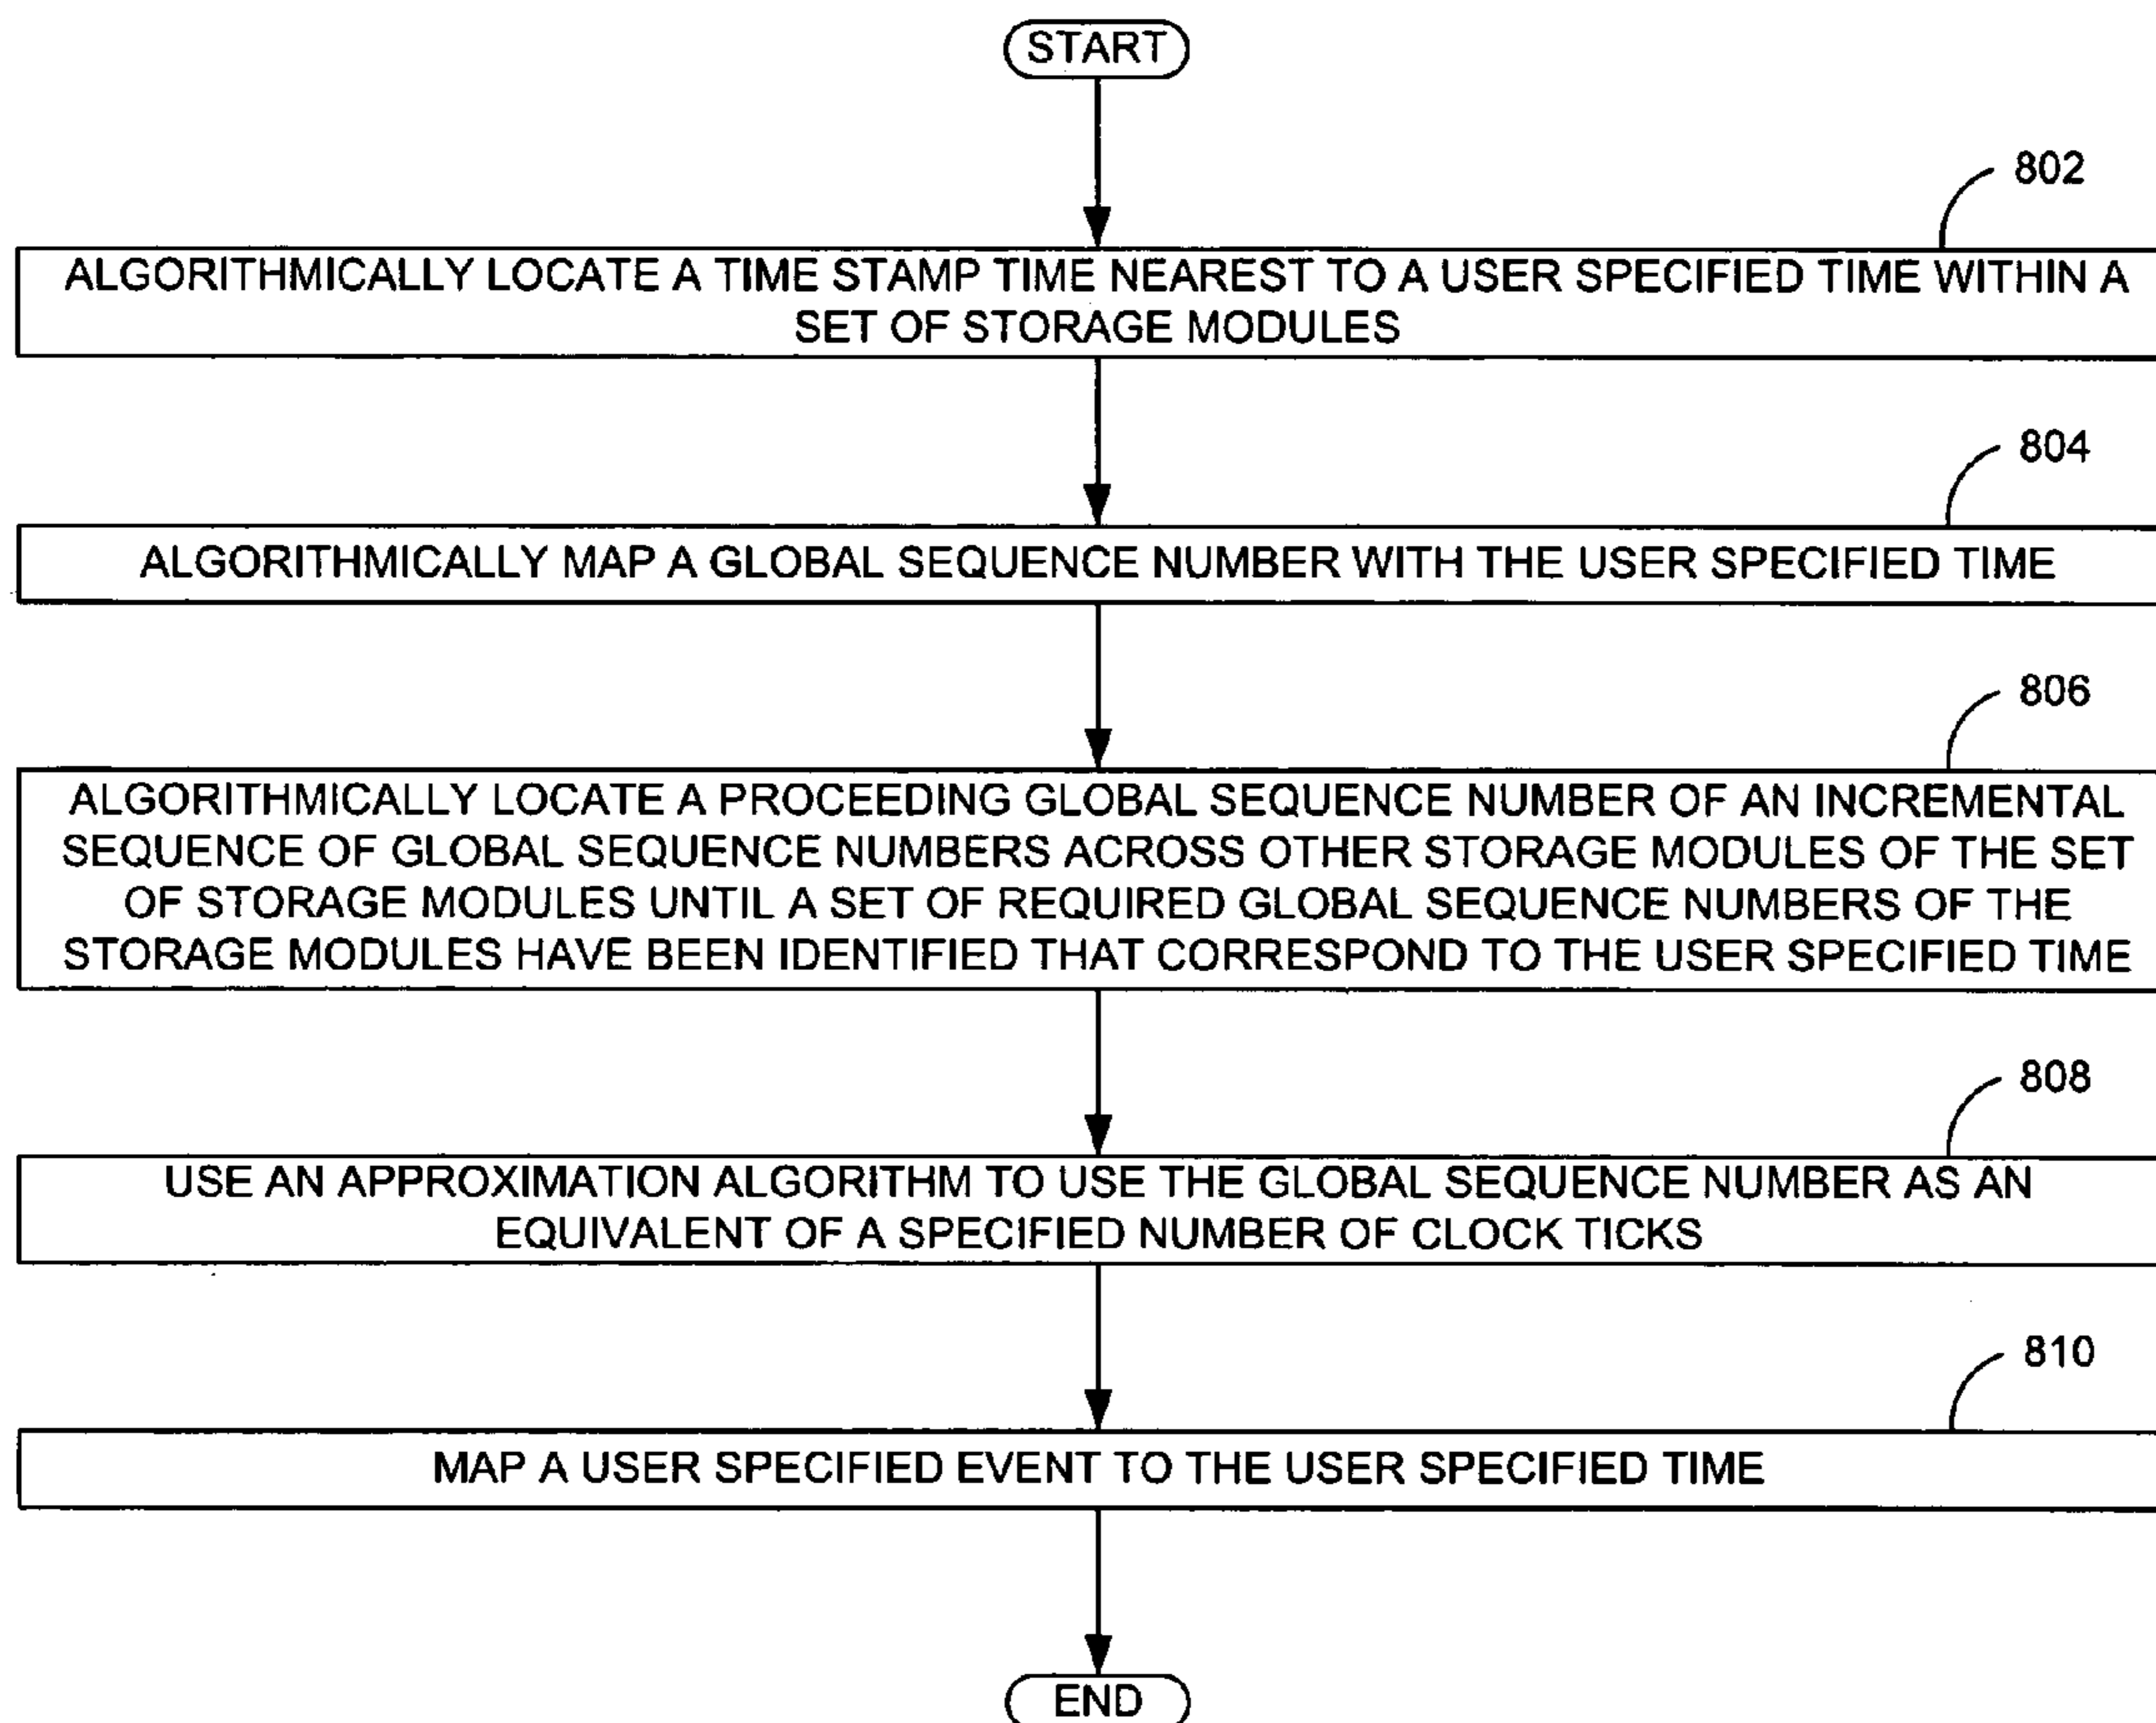 START
802
ALGORITHMICALLY LOCATE A TIME STAMP TIME NEAREST TO A USER SPECIFIED TIME WITHIN A
SET OF STORAGE MODULES
804
ALGORITHMICALLY MAP A GLOBAL SEQUENCE NUMBER WITH THE USER SPECIFIED TIME
806
ALGORITHMICALLY LOCATE A PROCEEDING GLOBAL SEQUENCE NUMBER OF AN INCREMENTAL
SEQUENCE OF GLOBAL SEQUENCE NUMBERS ACROSS OTHER STORAGE MODULES OF THE SET
OF STORAGE MODULES UNTIL A SET OF REQUIRED GLOBAL SEQUENCE NUMBERS OF THE
STORAGE MODULES HAVE BEEN IDENTIFIED THAT CORRESPOND TO THE USER SPECIFIED TIME
808
USE AN APPROXIMATION ALGORITHM TO USE THE GLOBAL SEQUENCE NUMBER AS AN
EQUIVALENT OF A SPECIFIED NUMBER OF CLOCK TICKS
810
MAP A USER SPECIFIED EVENT TO THE USER SPECIFIED TIME
END